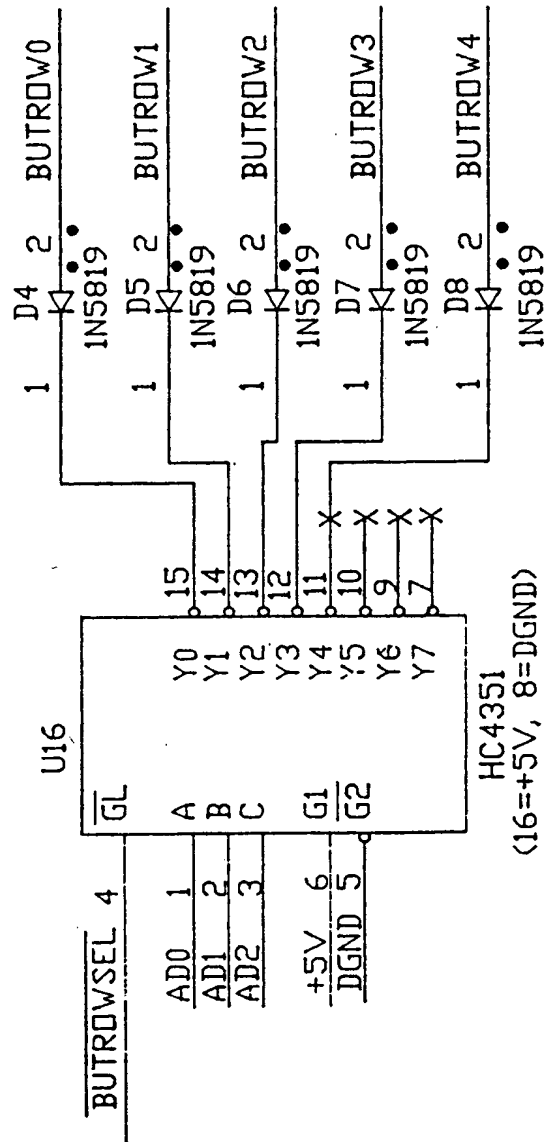 BUTROWSEL 4
AD0 1
AD1 2
AD2 3
+5V 6
DGND 5
U16
GL
A
B
C
G1
G2
Y0
Y1
Y2
Y3
Y4
Y5
Y6
Y7
15
14
13
12
11
10
9
7
HC4351
(16=+5V, 8=DGND)
1 D4 2 BUTROW0
1N5819
1 D5 2 BUTROW1
1N5819
1 D6 2 BUTROW2
1N5819
1 D7 2 BUTROW3
1N5819
1 D8 2 BUTROW4
1N5819